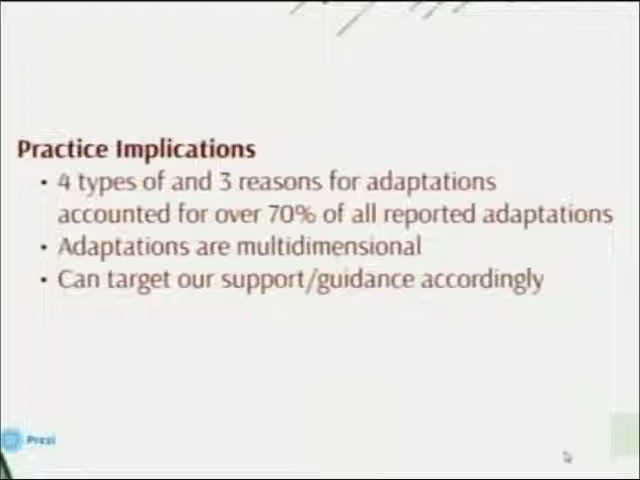 Practice Implications
• 4 types of and 3 reasons for adaptations
accounted for over 70% of all reported adaptations
• Adaptations are multidimensional
• Can target our support/guidance accordingly
Prezi